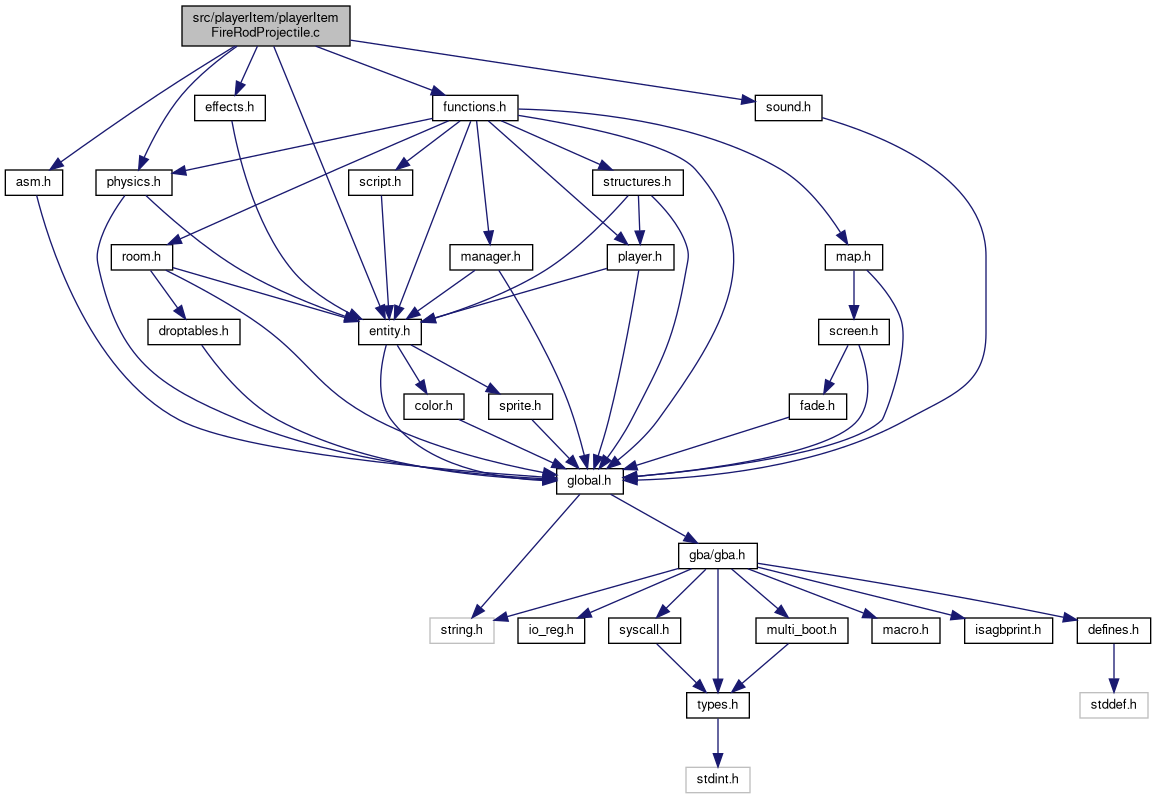 src/playerItem/playerItem
FireRodProjectile.c
effects.h
functions.h
sound.h
asm.h
physics.h
script.h
structures.h
room.h
manager.h
player.h
map.h
droptables.h
entity.h
screen.h
color.h
sprite.h
fade.h
global.h
gba/gba.h
string.h
io_reg.h
syscall.h
multi_boot.h
macro.h
isagbprint.h
defines.h
types.h
stddef.h
stdint.h